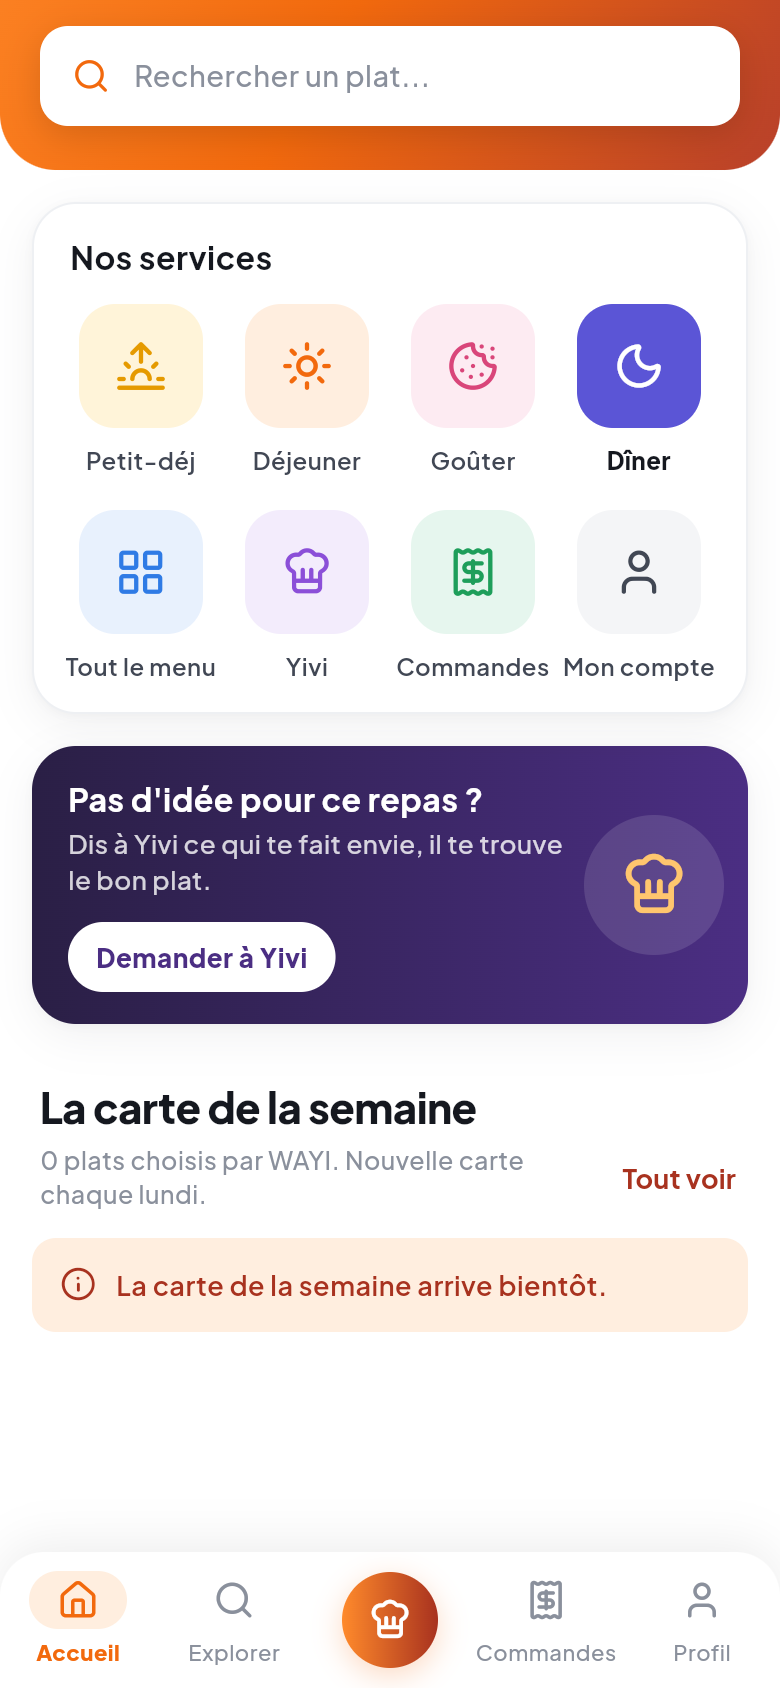 Rechercher un plat...
Nos services
Petit-déj
Déjeuner
Goûter
Dîner
Tout le menu
Yivi
Commandes
Mon compte
Pas d'idée pour ce repas ?
Dis à Yivi ce qui te fait envie, il te trouve
le bon plat.
Demander à Yivi
La carte de la semaine
0 plats choisis par WAYI. Nouvelle carte
chaque lundi.
Tout voir
La carte de la semaine arrive bientôt.
Accueil
Explorer
Commandes
Profil